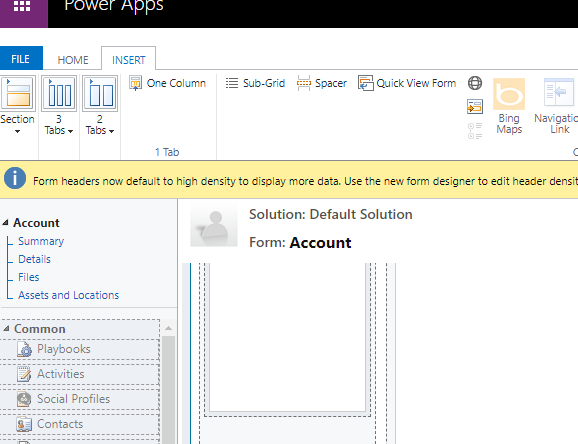 Power Apps
FILE HOME INSERT
One Column Sub-Grid Spacer Quick View Form
Section 3 Tabs 2 Tabs Bing Maps Navigatio Link
1 Tab C
Form headers now default to high density to display more data. Use the new form designer to edit header densit
Account
Summary
Details
Files
Assets and Locations
Solution: Default Solution
Form: Account
Common
Playbooks
Activities
Social Profiles
Contacts